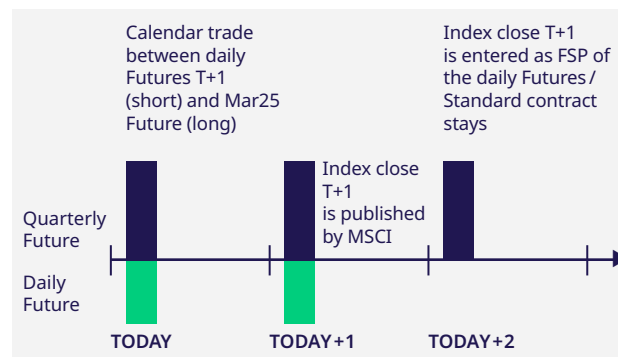 Calendar trade
between daily
Futures T+1
(short) and Mar25
Future (long)
Index close T+1
is entered as FSP of
the daily Futures /
Standard contract
stays
Index close
T+1
is published
by MSCI
Quarterly
Future
Daily
Future
TODAY
TODAY+1
TODAY+2